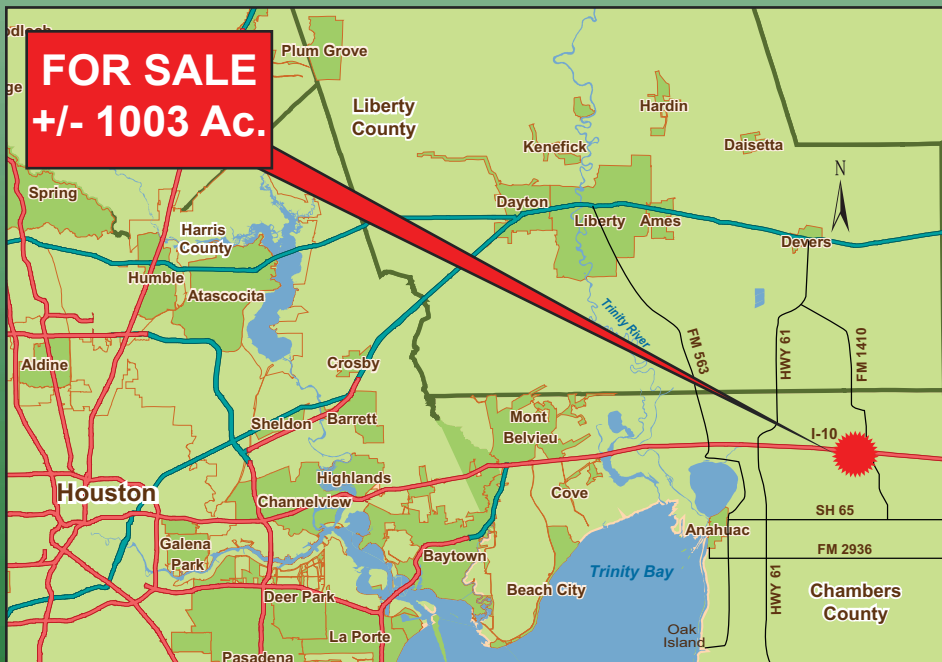 odloch
ge
FOR SALE
+/- 1003 Ac.
Plum Grove
Liberty
County
Hardin
Kenefick
Daisetta
N
Spring
Dayton
Liberty
Ames
Harris
County
Devers
Humble
Atascocita
Trinity River
FM 563
HWY 61
FM 1410
Aldine
Crosby
Sheldon
Barrett
Mont
Belvieu
I-10
Houston
Highlands
Channelview
Cove
SH 65
Anahuac
Galena
Park
Baytown
FM 2936
Trinity Bay
Deer Park
Beach City
HWY 61
Chambers
County
La Porte
Oak
Island
Pasadena